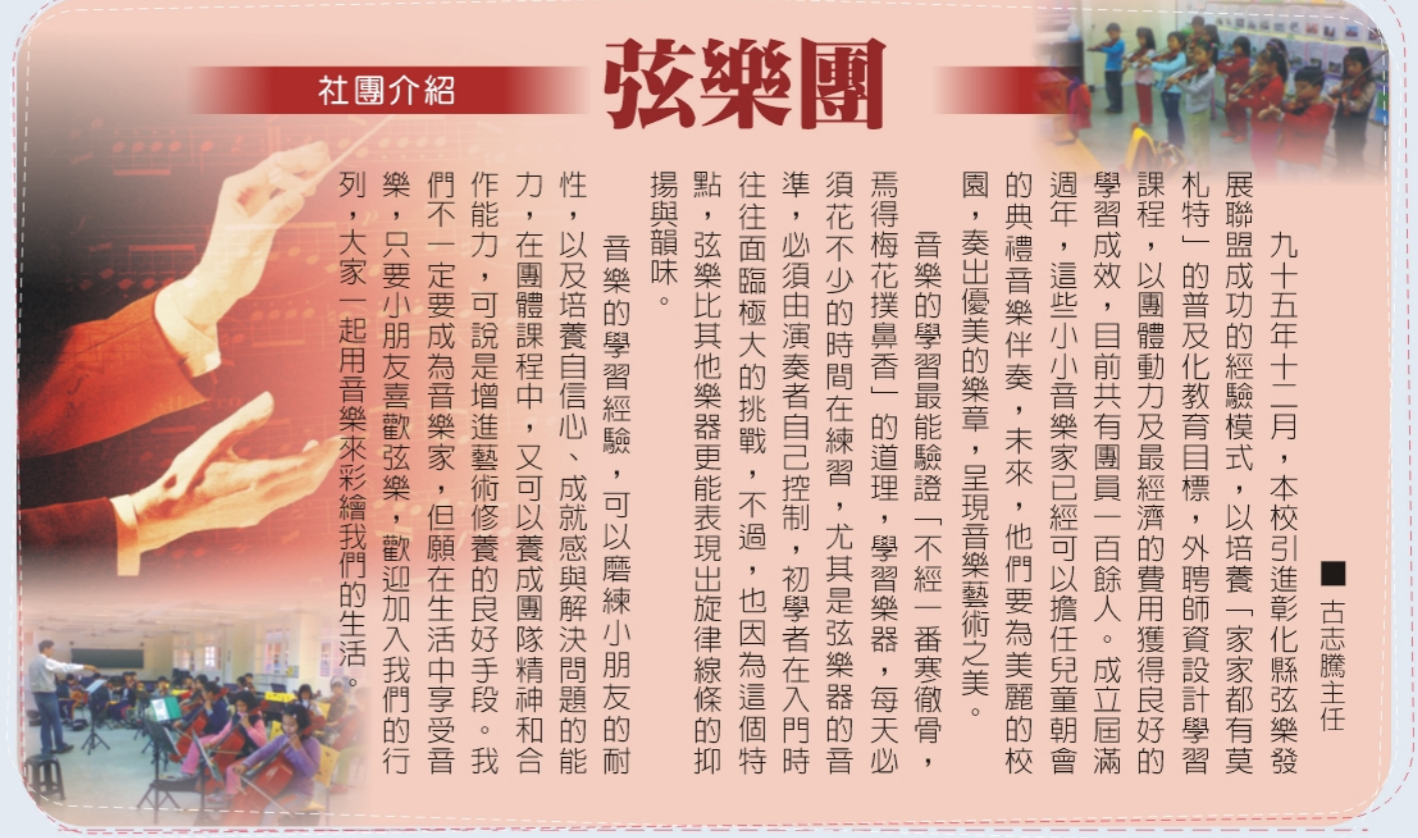 社團介紹
弦樂團
■ 古志騰主任
九十五年十二月，本校引進彰化縣弦樂發
展聯盟成功的經驗模式，以培養「家家都有莫
札特」的普及化教育目標，外聘師資設計學習
課程，以團體動力及最經濟的費用獲得良好的
學習成效，目前共有團員一百餘人。成立屆滿
週年，這些小小音樂家已經可以擔任兒童朝會
的典禮音樂伴奏，未來，他們要為美麗的校
園，奏出優美的樂章，呈現音樂藝術之美。
音樂的學習最能驗證「不經一番寒徹骨，
焉得梅花撲鼻香」的道理，學習樂器，每天必
須花不少的時間在練習，尤其是弦樂器的音
準，必須由演奏者自己控制，初學者在入門時
往往面臨極大的挑戰，不過，也因為這個特
點，弦樂比其他樂器更能表現出旋律線條的抑
揚與韻味。
音樂的學習經驗，可以磨練小朋友的耐
性，以及培養自信心、成就感與解決問題的能
力，在團體課程中，又可以養成團隊精神和合
作能力，可說是增進藝術修養的良好手段。我
們不一定要成為音樂家，但願在生活中享受音
樂，只要小朋友喜歡弦樂，歡迎加入我們的行
列，大家一起用音樂來彩繪我們的生活。